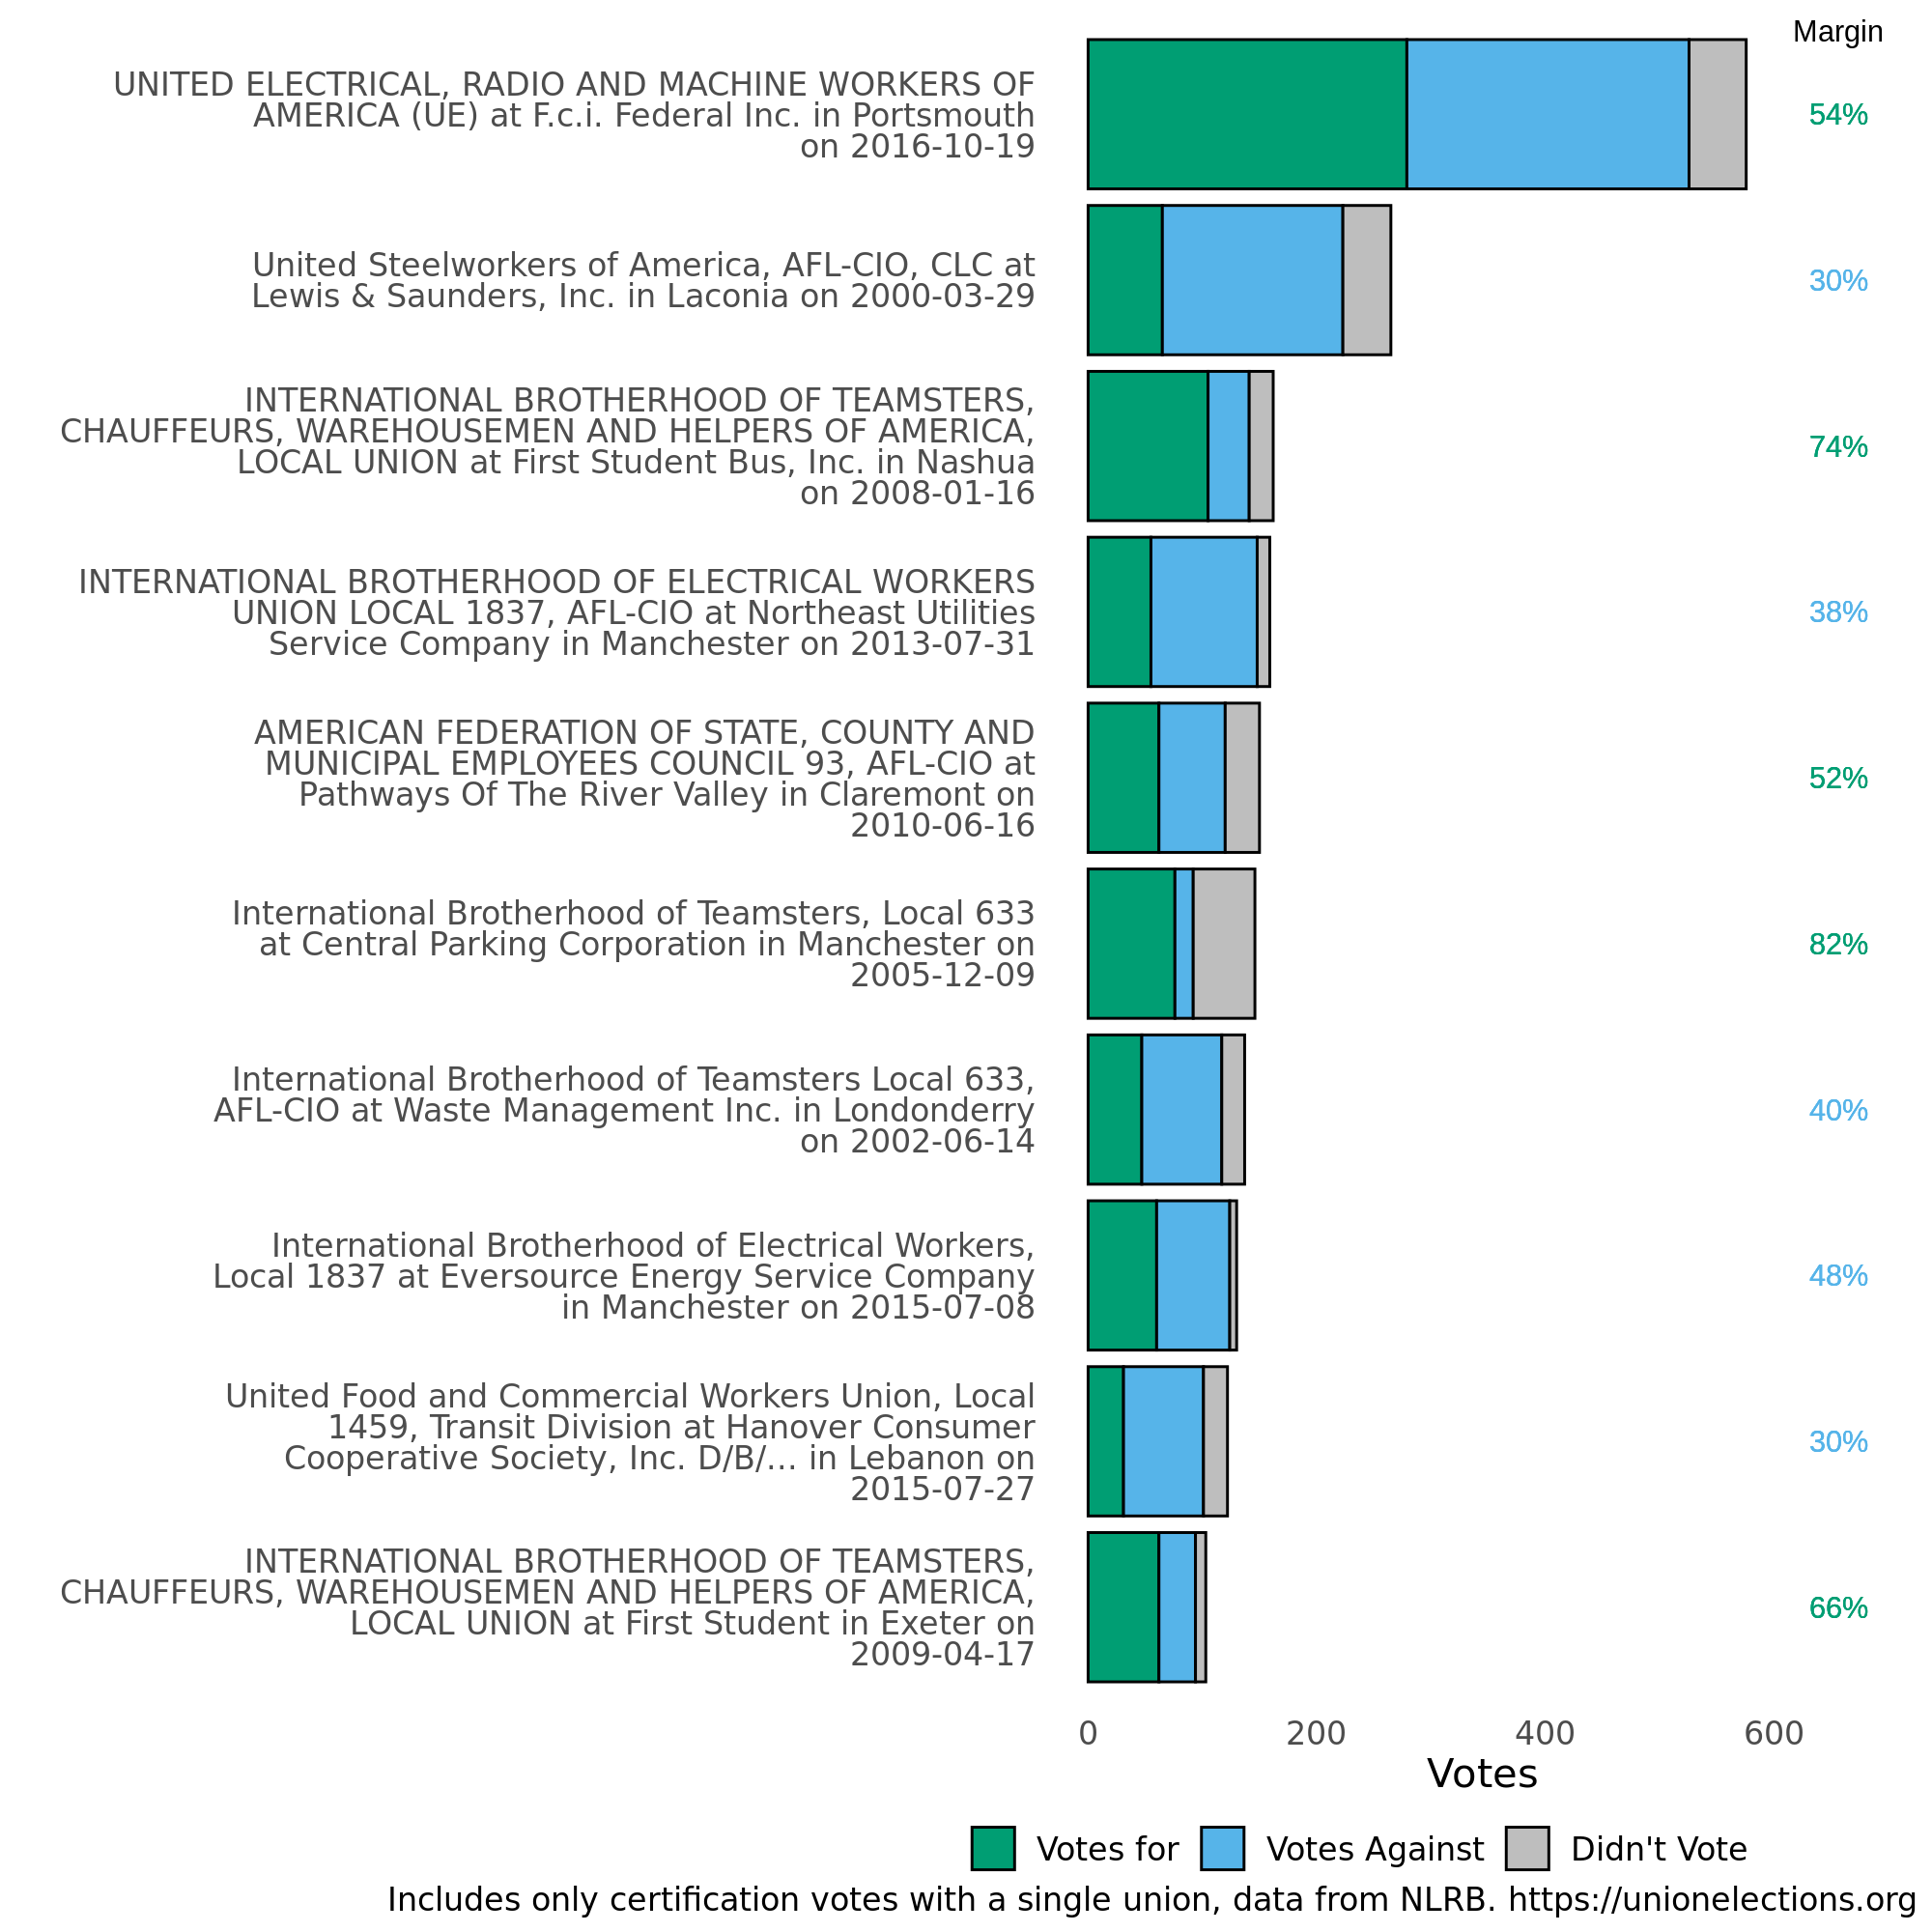 Margin
UNITED ELECTRICAL, RADIO AND MACHINE WORKERS OF
AMERICA (UE) at F.c.i. Federal Inc. in Portsmouth
on 2016-10-19
54%
United Steelworkers of America, AFL-CIO, CLC at
Lewis & Saunders, Inc. in Laconia on 2000-03-29
30%
INTERNATIONAL BROTHERHOOD OF TEAMSTERS,
CHAUFFEURS, WAREHOUSEMEN AND HELPERS OF AMERICA,
LOCAL UNION at First Student Bus, Inc. in Nashua
on 2008-01-16
74%
INTERNATIONAL BROTHERHOOD OF ELECTRICAL WORKERS
UNION LOCAL 1837, AFL-CIO at Northeast Utilities
Service Company in Manchester on 2013-07-31
38%
AMERICAN FEDERATION OF STATE, COUNTY AND
MUNICIPAL EMPLOYEES COUNCIL 93, AFL-CIO at
Pathways Of The River Valley in Claremont on
2010-06-16
52%
International Brotherhood of Teamsters, Local 633
at Central Parking Corporation in Manchester on
2005-12-09
82%
International Brotherhood of Teamsters Local 633,
AFL-CIO at Waste Management Inc. in Londonderry
on 2002-06-14
40%
International Brotherhood of Electrical Workers,
Local 1837 at Eversource Energy Service Company
in Manchester on 2015-07-08
48%
United Food and Commercial Workers Union, Local
1459, Transit Division at Hanover Consumer
Cooperative Society, Inc. D/B/... in Lebanon on
2015-07-27
30%
INTERNATIONAL BROTHERHOOD OF TEAMSTERS,
CHAUFFEURS, WAREHOUSEMEN AND HELPERS OF AMERICA,
LOCAL UNION at First Student in Exeter on
2009-04-17
66%
0 200 400 600
Votes
Votes for Votes Against Didn't Vote
Includes only certification votes with a single union, data from NLRB. https://unionelections.org